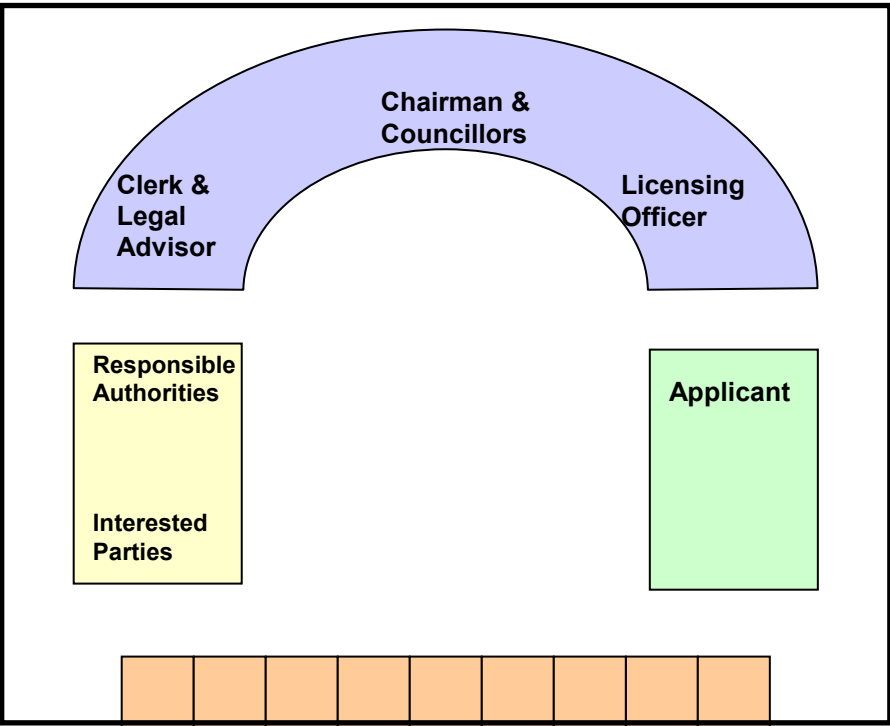 Chairman &
Councillors
Clerk &
Legal
Advisor
Licensing
Officer
Responsible
Authorities
Interested
Parties
Applicant